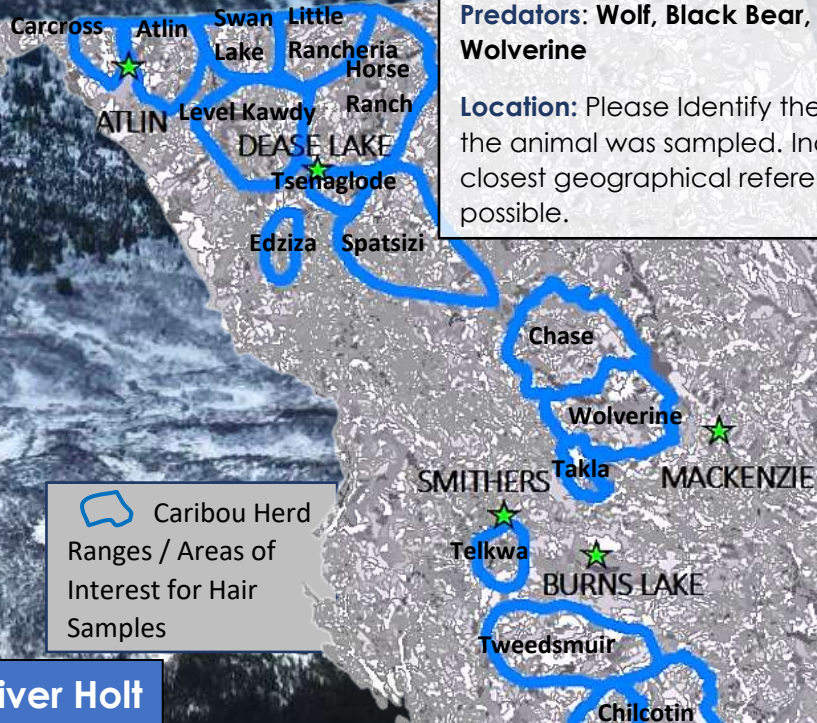 Predators: Wolf, Black Bear,
Wolverine
Location: Please Identify the
the animal was sampled.
closest geographical
possible.
Carcross
Atlin
Swan
Lake
Little
Rancheria
Horse
Ranch
ATLIN
Level Kawdy
DEASE LAKE
Tsenaglode
Edziza
Spatsizi
Chase
Wolverine
Takla
MACKENZIE
SMITHERS
Telkwa
BURNS LAKE
Tweedsmuir
Chilcotin
Caribou Herd
Ranges / Areas of
Interest for Hair
Samples
iver Holt